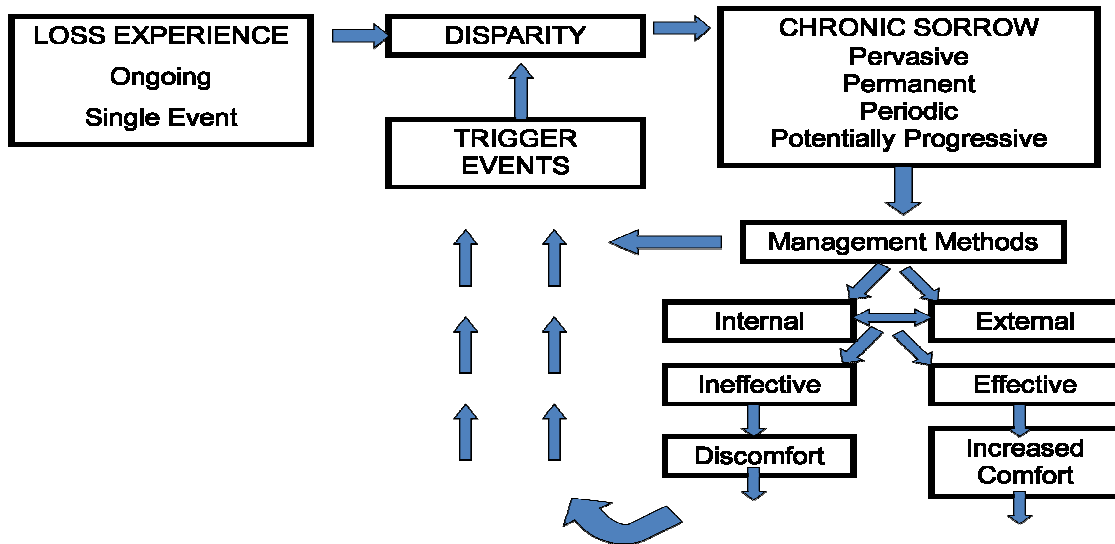 LOSS EXPERIENCE
Ongoing
Single Event
DISPARITY
TRIGGER
EVENTS
CHRONIC SORROW
Pervasive
Permanent
Periodic
Potentially Progressive
Management Methods
Internal
External
Ineffective
Effective
Discomfort
Increased
Comfort